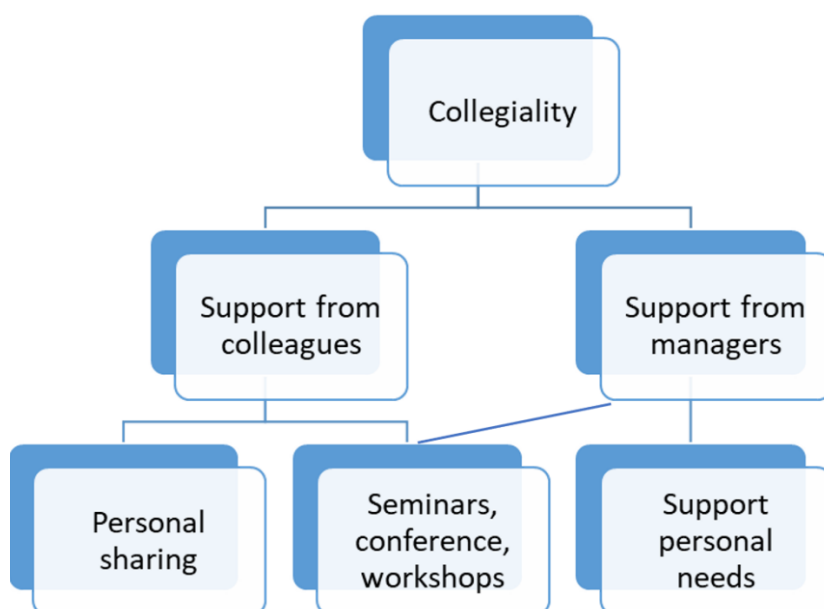 Collegiality
Support from
colleagues
Support from
managers
Personal
sharing
Seminars,
conference,
workshops
Support
personal
needs